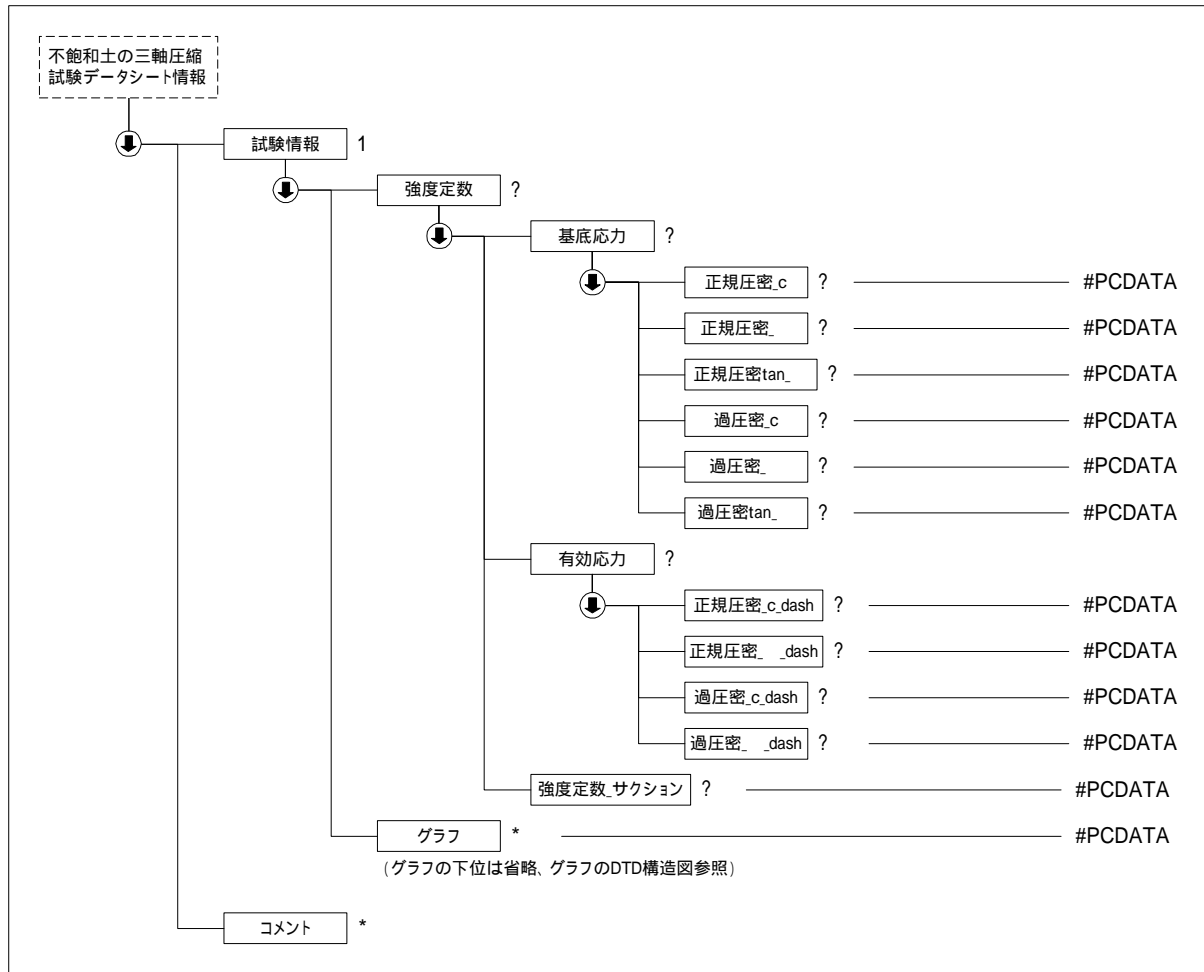 不飽和土の三軸圧縮
試験データシート情報
試験情報 1
強度定数 ?
基底応力 ?
正規圧密_c ? #PCDATA
正規圧密_ ? #PCDATA
正規圧密tan_ ? #PCDATA
過圧密_c ? #PCDATA
過圧密_ ? #PCDATA
過圧密tan_ ? #PCDATA
有効応力 ?
正規圧密_c_dash ? #PCDATA
正規圧密_ _dash ? #PCDATA
過圧密_c_dash ? #PCDATA
過圧密_ _dash ? #PCDATA
強度定数_サクション ? #PCDATA
グラフ * #PCDATA
(グラフの下位は省略、グラフのDTD構造図参照)
コメント *